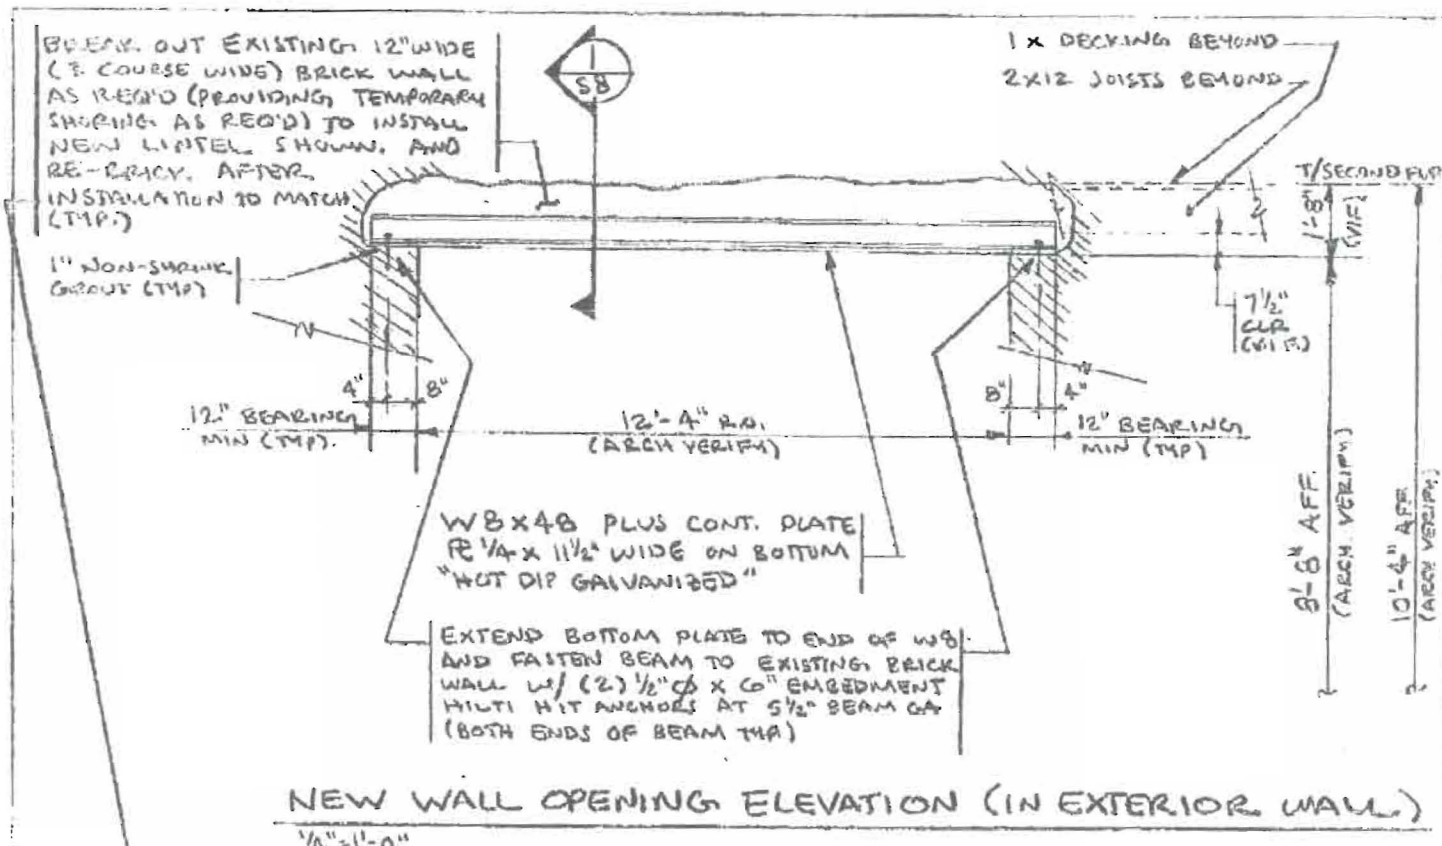 BREAK OUT EXISTING 12" WIDE
(3 COURSE WIDE) BRICK WALL
AS REQ'D (PROVIDING TEMPORARY
SHORING AS REQ'D) TO INSTALL
NEW LINTEL SHOWN. AND
RE-BRICK AFTER
INSTALLATION TO MATCH
(TYP.)
S8
1 x DECKING BEYOND
2x12 JOISTS BEYOND
T/SECOND FLR
1'-8"
(VIF)
1" NON-SHRINK
GROUT (TYP)
7 1/2"
CLR
(V.I.F.)
4"
8"
8"
4"
12" BEARING
MIN (TYP).
12'-4" R.O.
(ARCH VERIFY)
12" BEARING
MIN (TYP)
8'-8" AFF.
(ARCH. VERIFY)
10'-4" AFF
(ARCH VERIFY)
W8x48 PLUS CONT. PLATE
PL 1/4 x 11 1/2" WIDE ON BOTTOM
"HOT DIP GALVANIZED"
EXTEND BOTTOM PLATE TO END OF W8
AND FASTEN BEAM TO EXISTING BRICK
WALL W/ (2) 1/2"Ø x 6" EMBEDMENT
HILTI HIT ANCHORS AT 5 1/2" BEAM GA
(BOTH ENDS OF BEAM TYP)
NEW WALL OPENING ELEVATION (IN EXTERIOR WALL)
1/4"=1'-0"